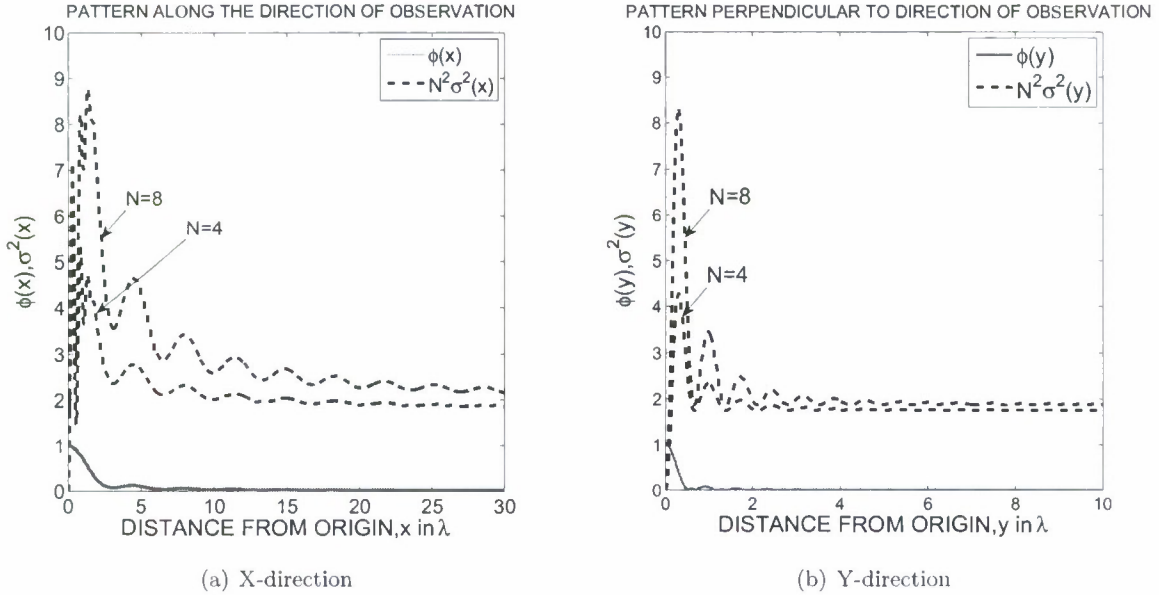 PATTERN ALONG THE DIRECTION OF OBSERVATION
10
9
8
7
6
5
4
3
2
1
0
ϕ(x),σ²(x)
ϕ(x)
N²σ²(x)
N=8
N=4
0 5 10 15 20 25 30
DISTANCE FROM ORIGIN,x in λ
(a) X-direction
PATTERN PERPENDICULAR TO DIRECTION OF OBSERVATION
10
9
8
7
6
5
4
3
2
1
0
ϕ(y),σ²(y)
ϕ(y)
N²σ²(y)
N=8
N=4
0 2 4 6 8 10
DISTANCE FROM ORIGIN,y in λ
(b) Y-direction